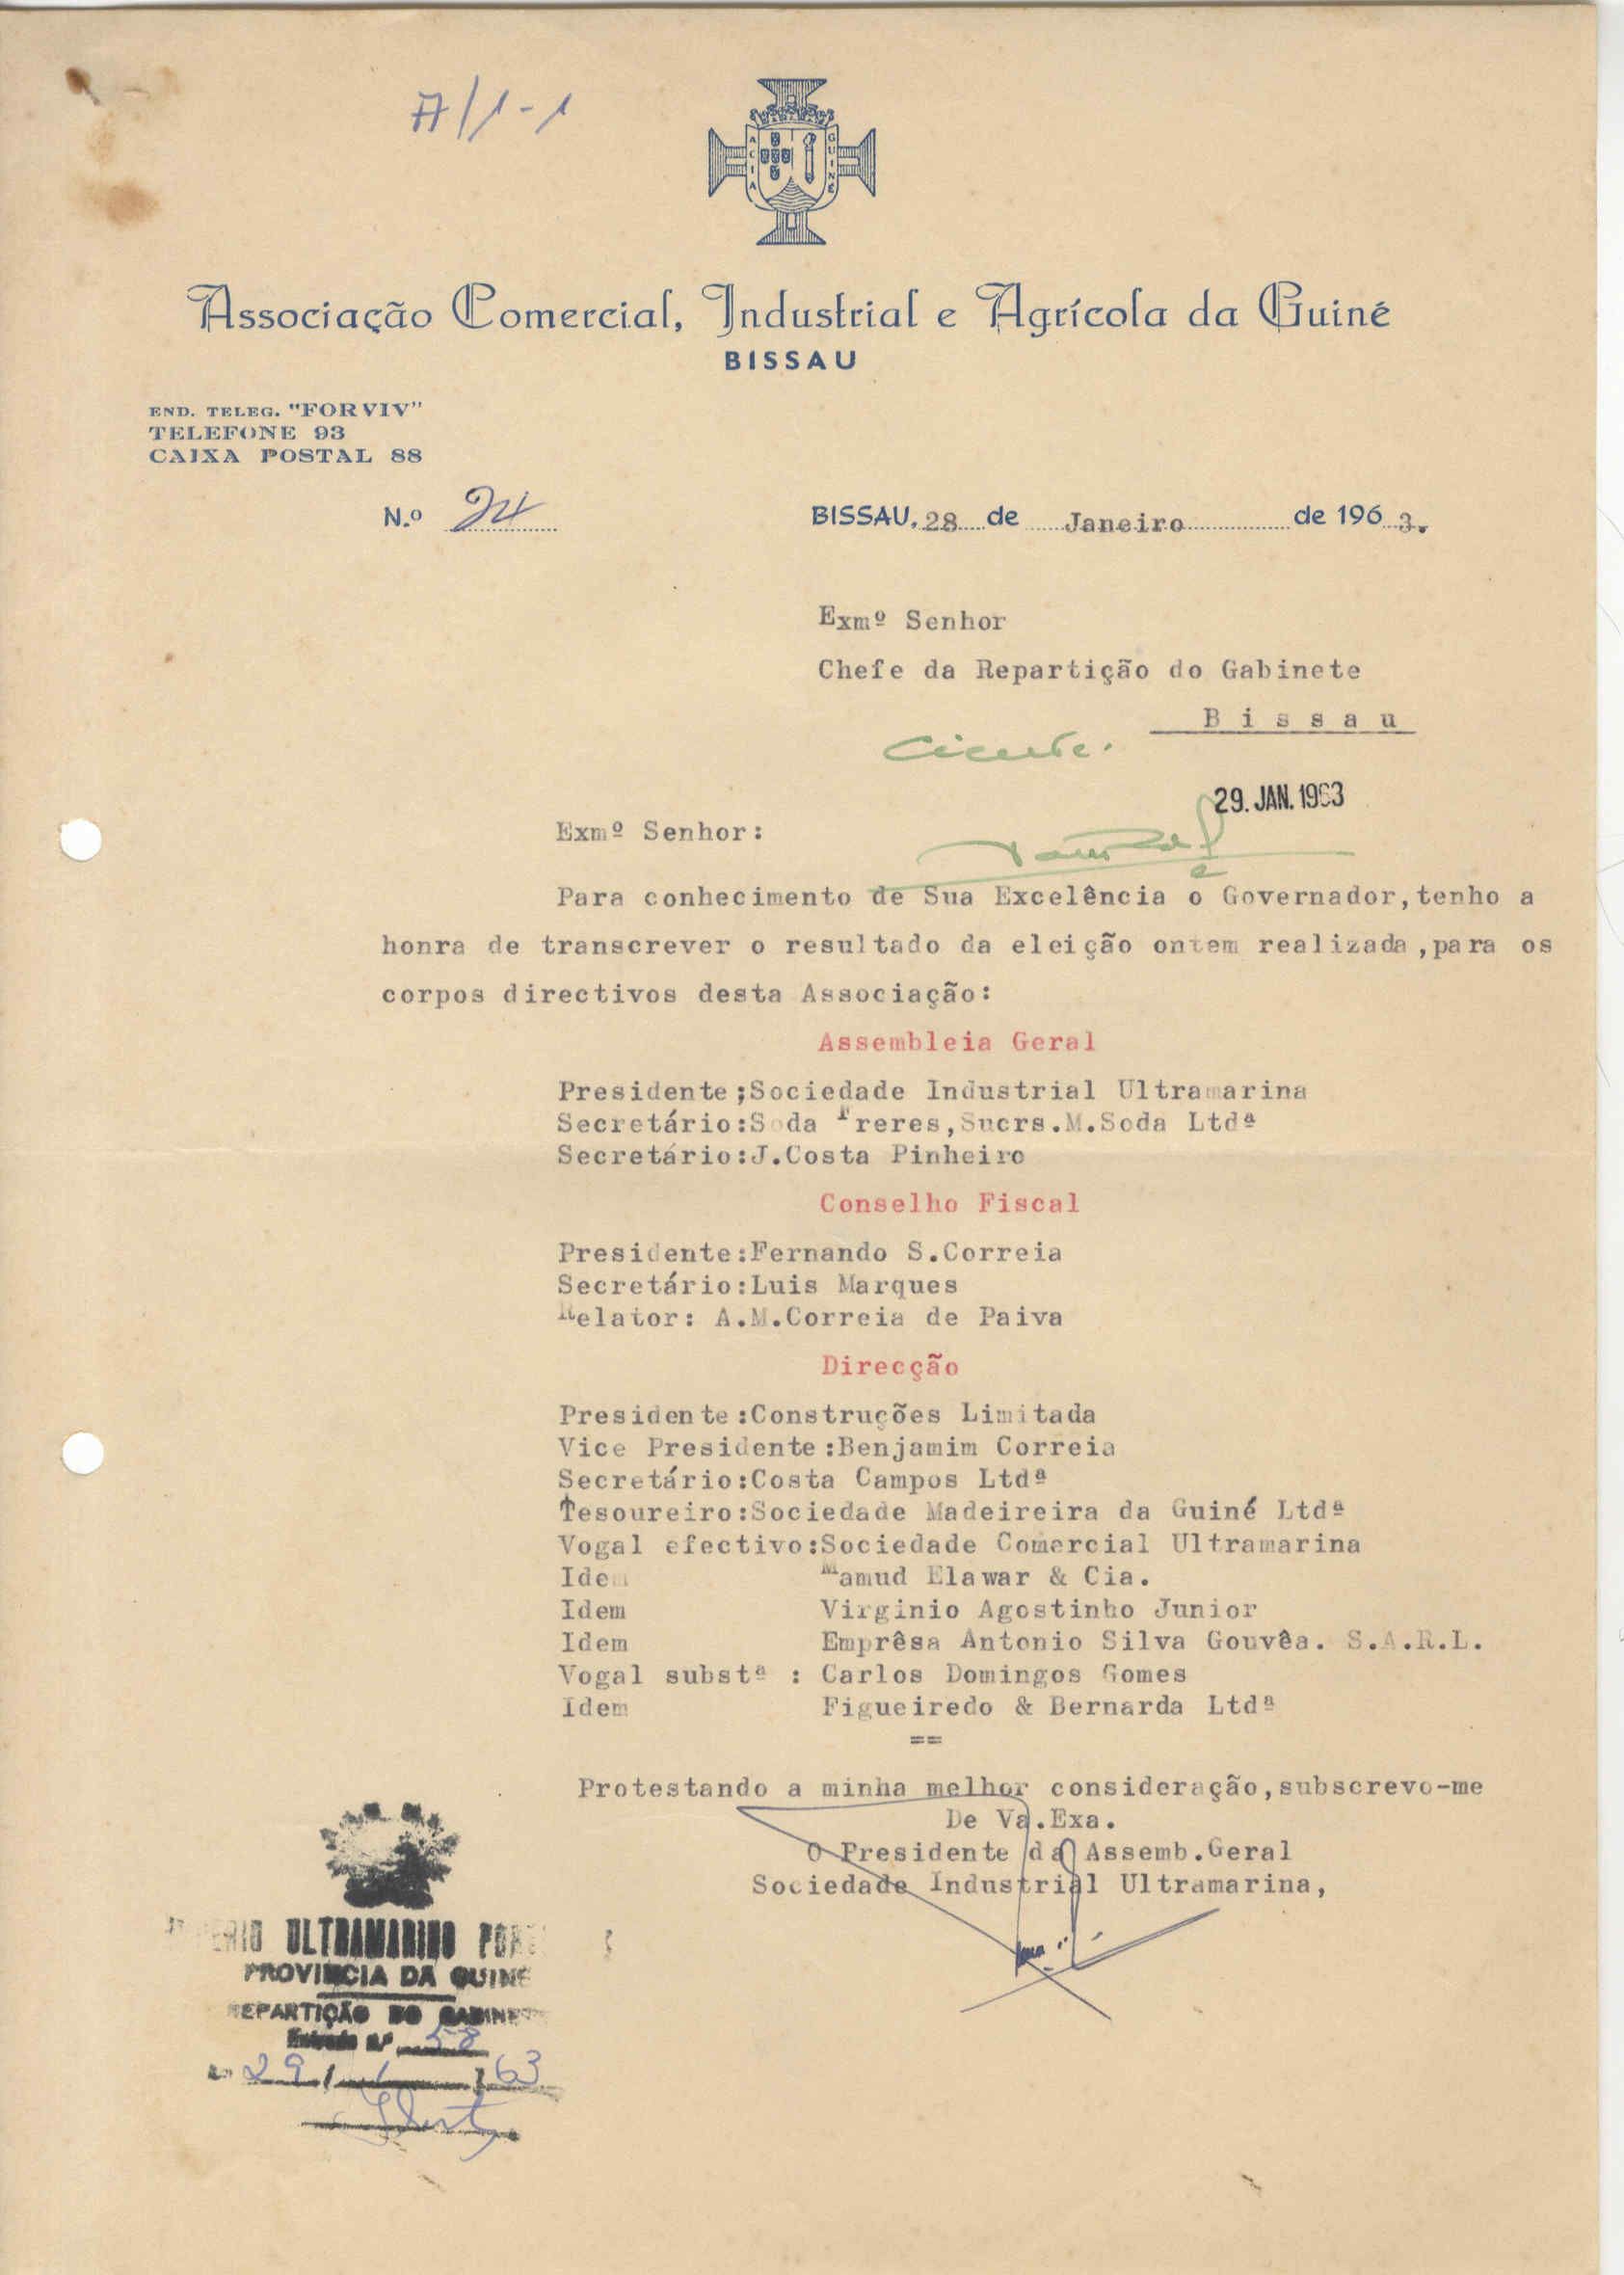 A/1-1
ACIA GUINÉ
Associação Comercial, Industrial e Agrícola da Guiné
BISSAU
END. TELEG. "FORVIV"
TELEFONE 93
CAIXA POSTAL 88
N.º 24 BISSAU, 28 de Janeiro de 1963.
Exmº Senhor
Chefe da Repartição do Gabinete
Bissau
Ciente.
29. JAN. 1963
Exmº Senhor:
Para conhecimento de Sua Excelência o Governador,tenho a
honra de transcrever o resultado da eleição ontem realizada,para os
corpos directivos desta Associação:
Assembleia Geral
Presidente;Sociedade Industrial Ultramarina
Secretário:Soda Freres,Sucrs.M.Soda Ltdª
Secretário:J.Costa Pinheiro
Conselho Fiscal
Presidente:Fernando S.Correia
Secretário:Luis Marques
Relator: A.M.Correia de Paiva
Direcção
Presidente:Construções Limitada
Vice Presidente:Benjamim Correia
Secretário:Costa Campos Ltdª
Tesoureiro:Sociedade Madeireira da Guiné Ltdª
Vogal efectivo:Sociedade Comercial Ultramarina
Idem Mamud Elawar & Cia.
Idem Virginio Agostinho Junior
Idem Emprêsa Antonio Silva Gouvêa. S.A.R.L.
Vogal substª : Carlos Domingos Gomes
Idem Figueiredo & Bernarda Ltdª
==
Protestando a minha melhor consideração,subscrevo-me
De Va.Exa.
O Presidente da Assemb.Geral
Sociedade Industrial Ultramarina,
ULTRAMARINO
PROVINCIA DA GUINE
REPARTIÇÃO DO GABINETE
Entrada n.º 58
29/1/63